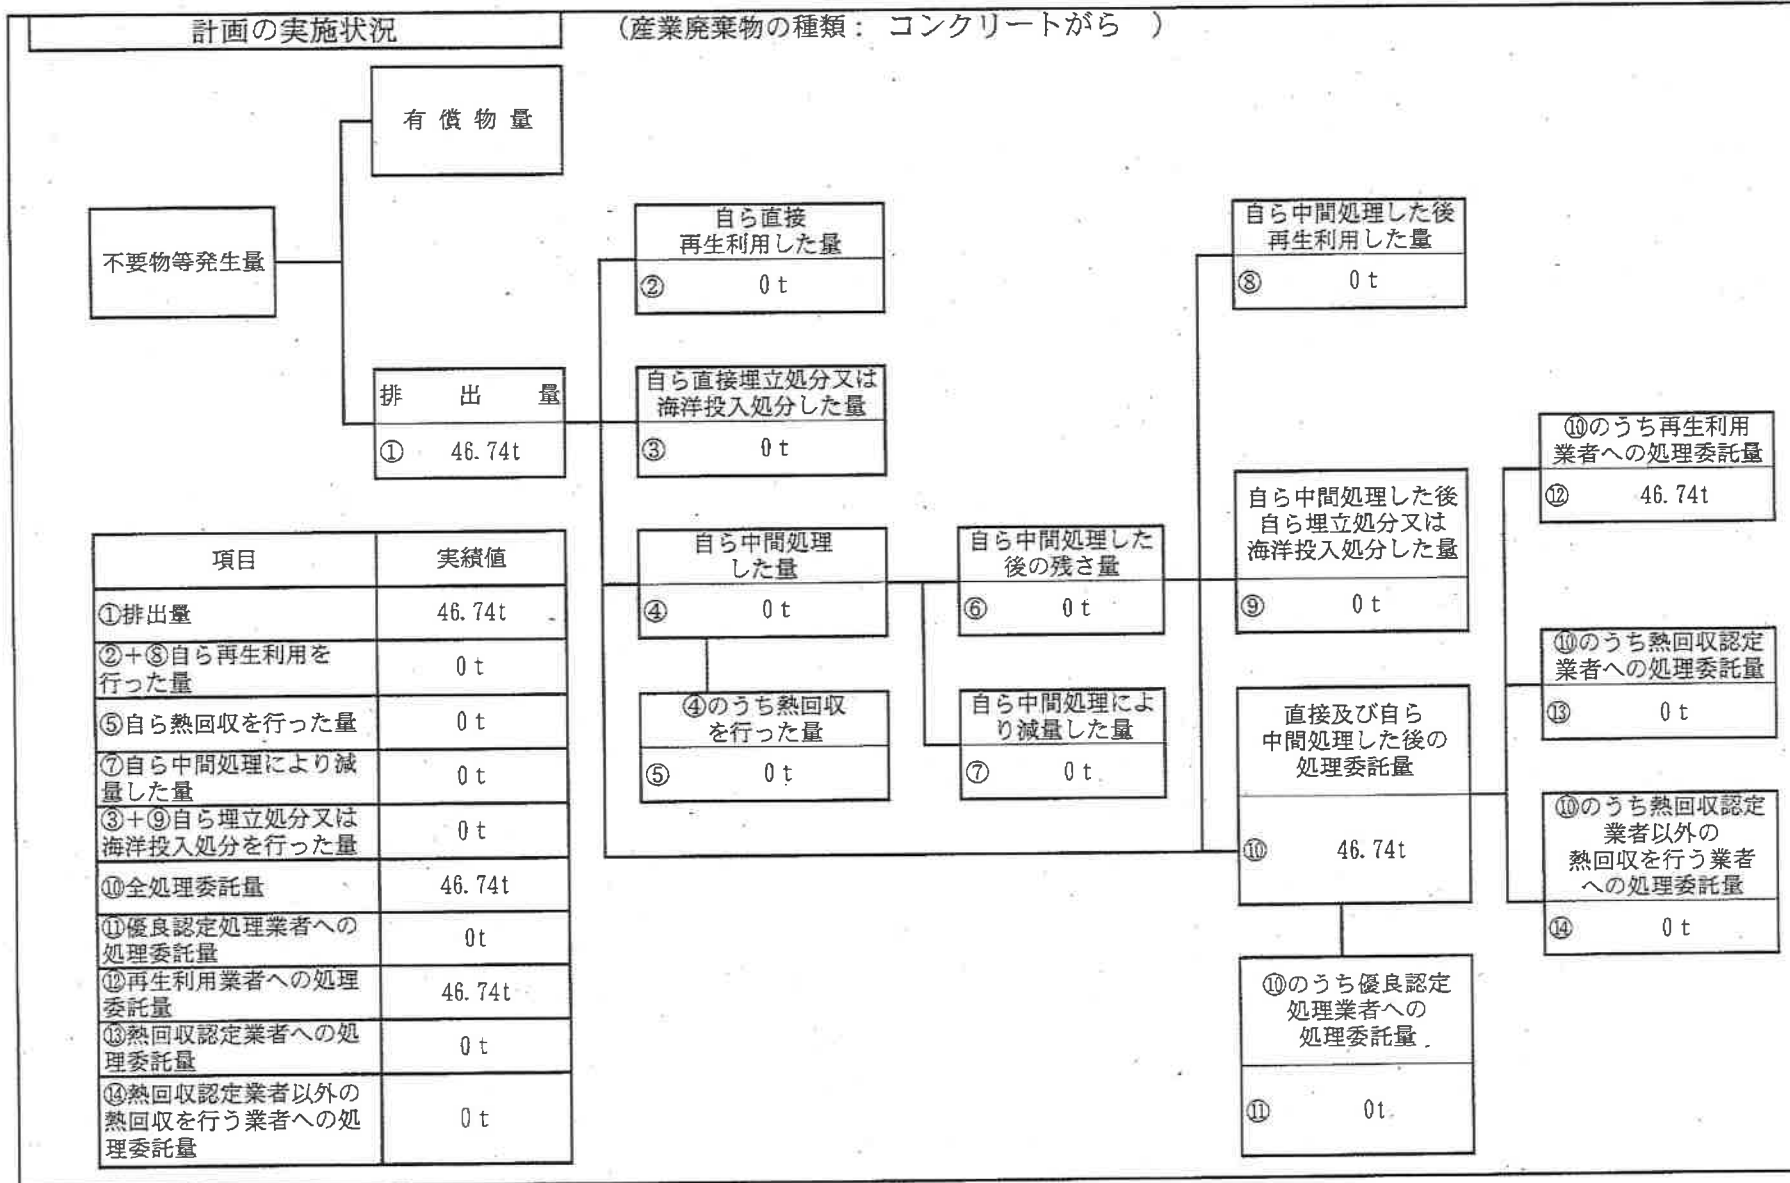 計画の実施状況
(産業廃棄物の種類: コンクリートがら )
有償物量
不要物等発生量
排出量
① 46.74t
自ら直接
再生利用した量
② 0t
自ら直接埋立処分又は
海洋投入処分した量
③ 0t
自ら中間処理
した量
④ 0t
④のうち熱回収
を行った量
⑤ 0t
自ら中間処理した
後の残さ量
⑥ 0t
自ら中間処理によ
り減量した量
⑦ 0t
自ら中間処理した後
再生利用した量
⑧ 0t
自ら中間処理した後
自ら埋立処分又は
海洋投入処分した量
⑨ 0t
直接及び自ら
中間処理した後の
処理委託量
⑩ 46.74t
⑩のうち優良認定
処理業者への
処理委託量
⑪ 0t
⑩のうち再生利用
業者への処理委託量
⑫ 46.74t
⑩のうち熱回収認定
業者への処理委託量
⑬ 0t
⑩のうち熱回収認定
業者以外の
熱回収を行う業者
への処理委託量
⑭ 0t
項目 実績値
①排出量 46.74t
②+⑧自ら再生利用を
行った量 0t
⑤自ら熱回収を行った量 0t
⑦自ら中間処理により減
量した量 0t
③+⑨自ら埋立処分又は
海洋投入処分を行った量 0t
⑩全処理委託量 46.74t
⑪優良認定処理業者への
処理委託量 0t
⑫再生利用業者への処理
委託量 46.74t
⑬熱回収認定業者への処
理委託量 0t
⑭熱回収認定業者以外の
熱回収を行う業者への処
理委託量 0t